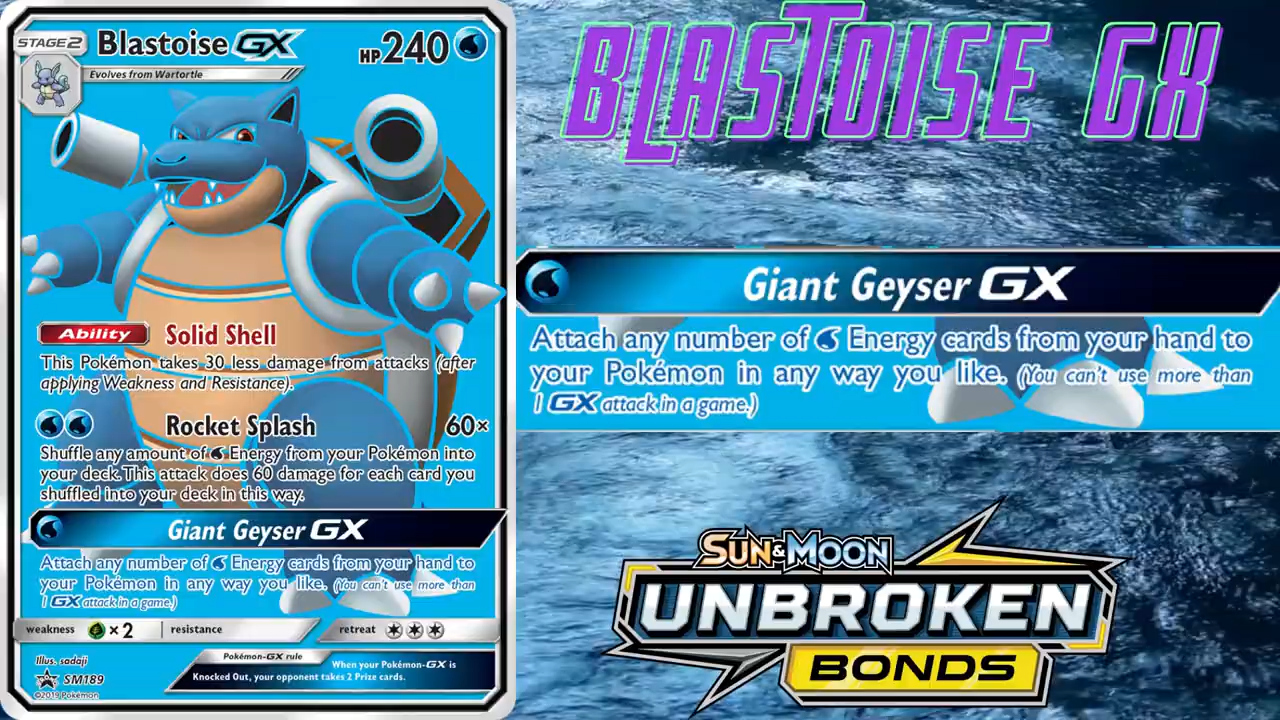 STAGE2 Blastoise GX HP240
Evolves from Wartortle
Ability Solid Shell
This Pokémon takes 30 less damage from attacks (after
applying Weakness and Resistance).
Rocket Splash 60×
Shuffle any amount of Energy from your Pokémon into
your deck. This attack does 60 damage for each card you
shuffled into your deck in this way.
Giant Geyser GX
Attach any number of Energy cards from your hand to
your Pokémon in any way you like. (You can't use more than
1 GX attack in a game.)
weakness ×2 resistance retreat
Illus. sadaji
SM189
©2019 Pokémon
Pokémon-GX rule
When your Pokémon-GX is
Knocked Out, your opponent takes 2 Prize cards.
BLASTOISE GX
Giant Geyser GX
Attach any number of Energy cards from your hand to
your Pokémon in any way you like. (You can't use more than
1 GX attack in a game.)
SUN & MOON
UNBROKEN
BONDS